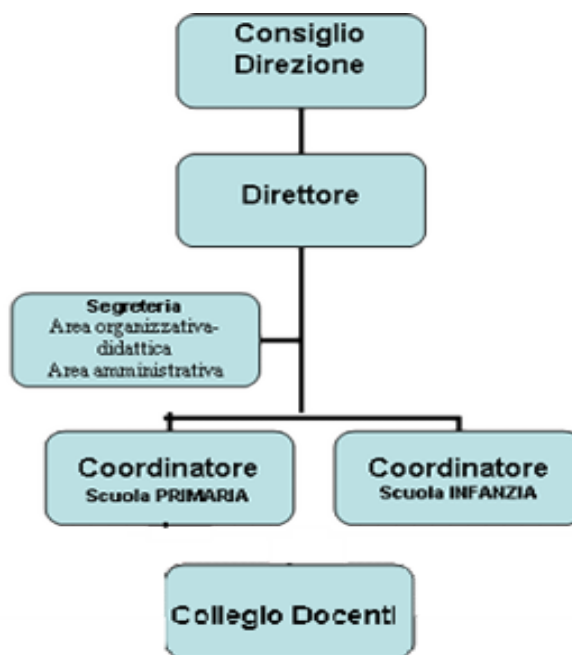 Consiglio
Direzione
Direttore
Segreteria
Area organizzativa-
didattica
Area amministrativa
Coordinatore
Scuola PRIMARIA
Coordinatore
Scuola INFANZIA
Collegio Docenti